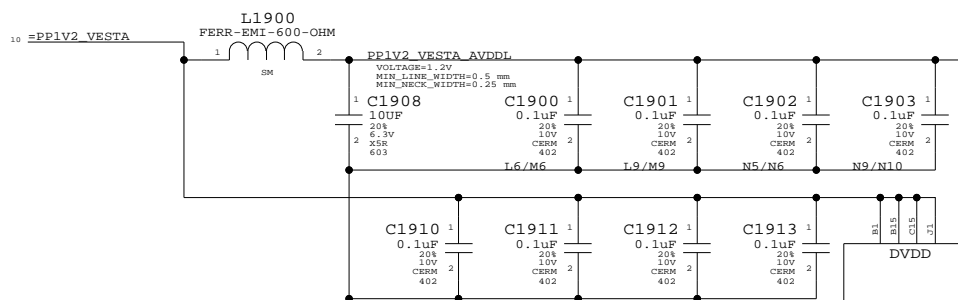 L1900
FERR-EMI-600-OHM
10 =PP1V2_VESTA
1 2
SM
PP1V2_VESTA_AVDDL
VOLTAGE=1.2V
MIN_LINE_WIDTH=0.5 mm
MIN_NECK_WIDTH=0.25 mm
1 C1908
10UF
20%
6.3V
2 X5R
603
C1900 1
0.1uF
20%
10V 2
CERM
402
L6/M6
C1901 1
0.1uF
20%
10V 2
CERM
402
L9/M9
C1902 1
0.1uF
20%
10V 2
CERM
402
N5/N6
C1903 1
0.1uF
20%
10V 2
CERM
402
N9/N10
C1910 1
0.1uF
20%
10V 2
CERM
402
C1911 1
0.1uF
20%
10V 2
CERM
402
C1912 1
0.1uF
20%
10V 2
CERM
402
C1913 1
0.1uF
20%
10V 2
CERM
402
B1
B15
C15
J1
DVDD